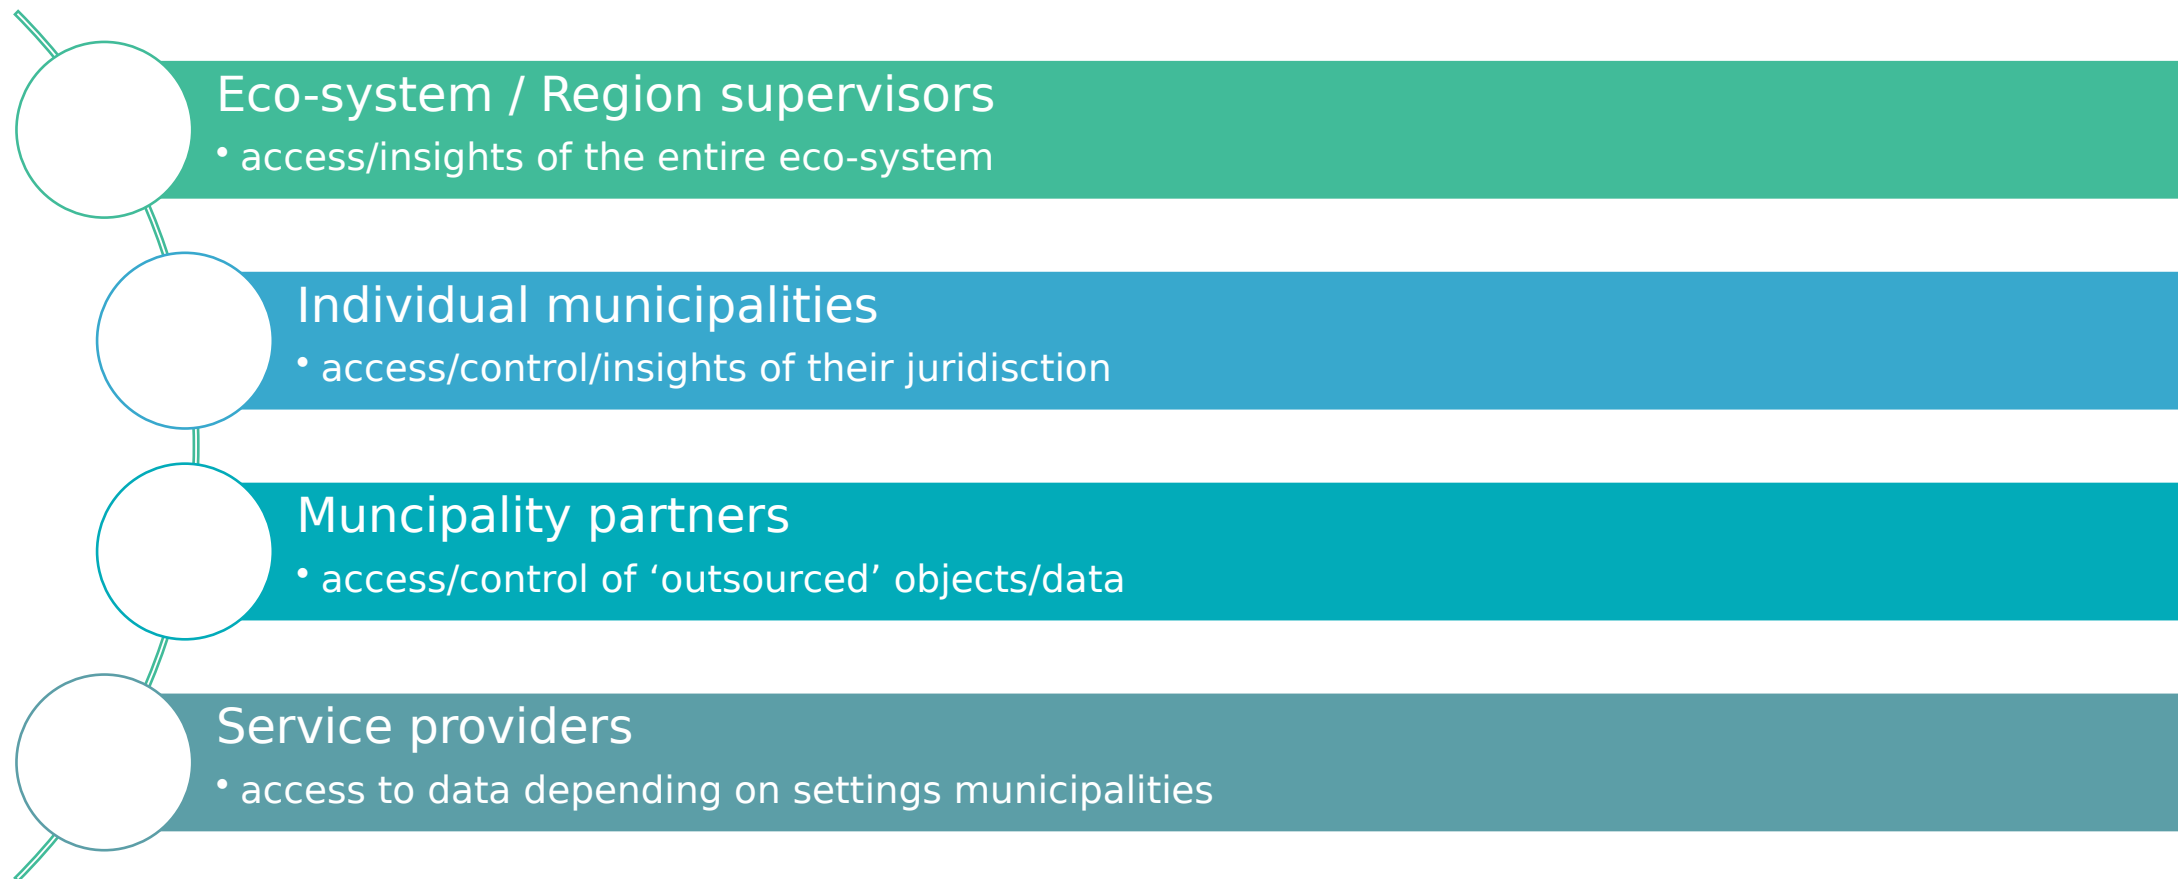 Eco-system / Region supervisors
• access/insights of the entire eco-system
Individual municipalities
• access/control/insights of their juridisction
Muncipality partners
• access/control of ‘outsourced’ objects/data
Service providers
• access to data depending on settings municipalities